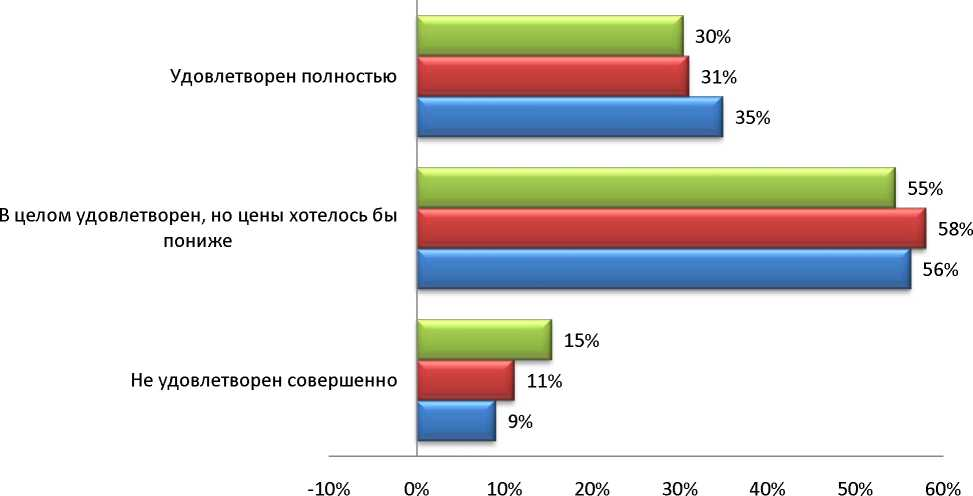 30%
Удовлетворен полностью
31%
35%
55%
В целом удовлетворен, но цены хотелось бы
пониже
58%
56%
15%
Не удовлетворен совершенно
11%
9%
-10% 0% 10% 20% 30% 40% 50% 60%